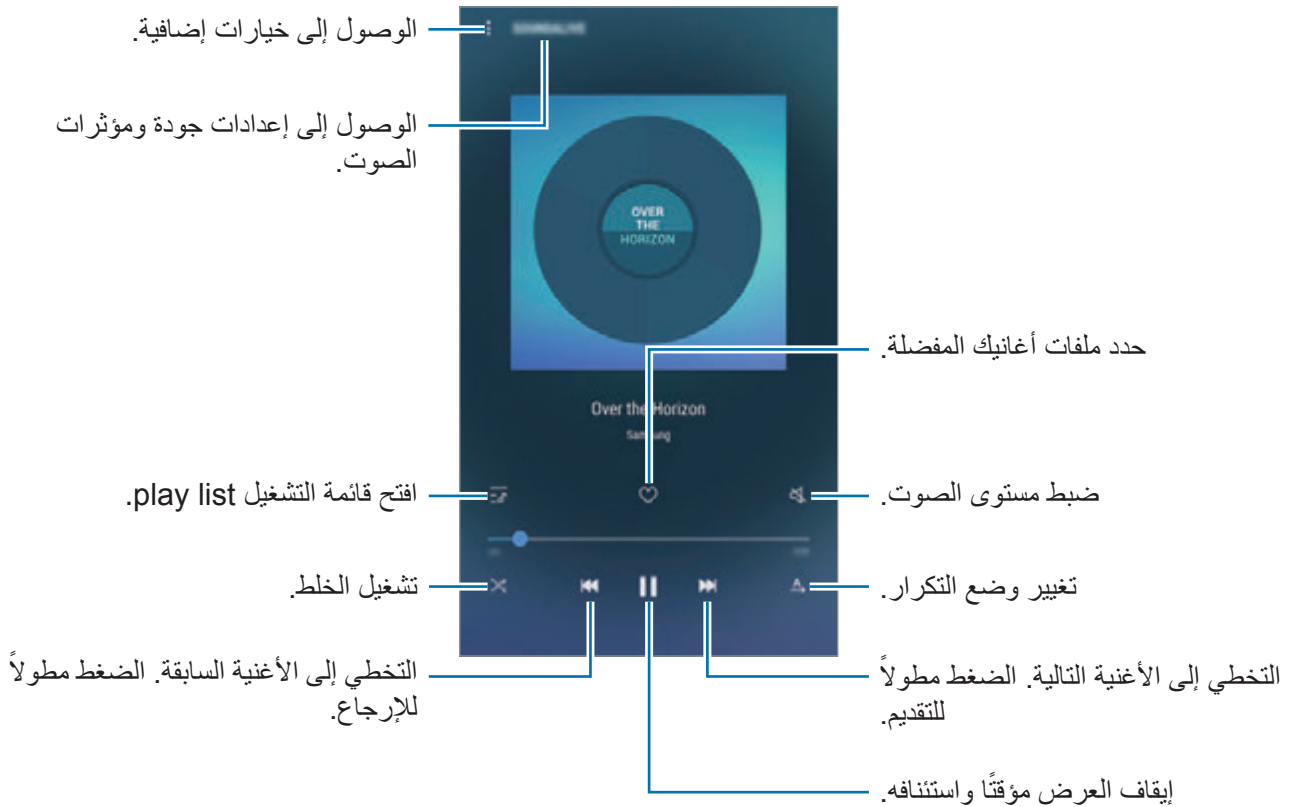 الوصول إلى خيارات إضافية.
SOUNDALIVE
الوصول إلى إعدادات جودة ومؤثرات
الصوت.
OVER
THE
HORIZON
حدد ملفات أغانيك المفضلة.
Over the Horizon
Samsung
افتح قائمة التشغيل play list.
ضبط مستوى الصوت.
تشغيل الخلط.
تغيير وضع التكرار.
التخطي إلى الأغنية السابقة. الضغط مطولاً
للإرجاع.
التخطي إلى الأغنية التالية. الضغط مطولاً
للتقديم.
إيقاف العرض مؤقتًا واستئنافه.